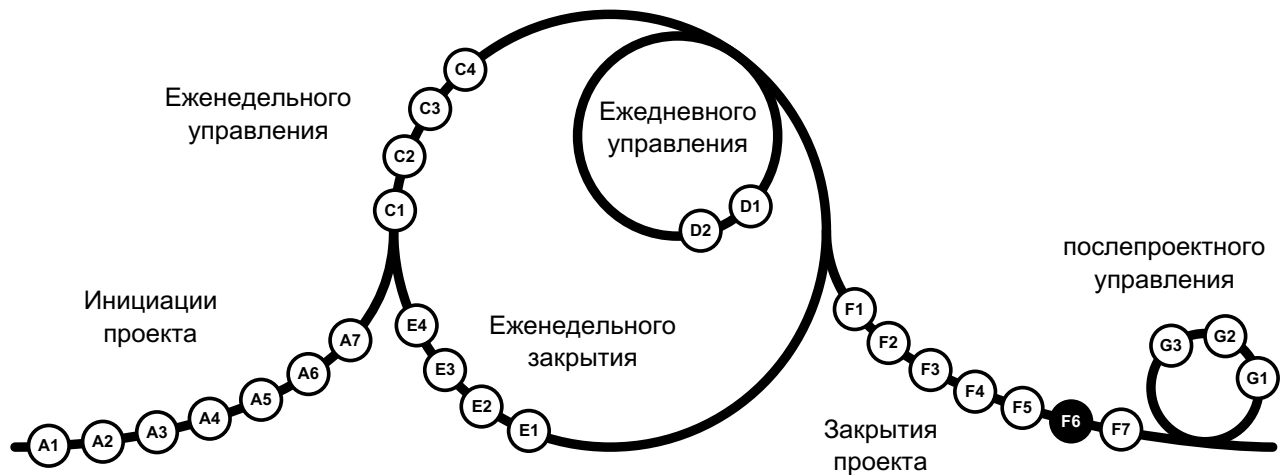 Еженедельного
управления
C4
C3
C2
C1
Ежедневного
управления
D1
D2
Инициации
проекта
A1
A2
A3
A4
A5
A6
A7
Еженедельного
закрытия
E4
E3
E2
E1
F1
F2
F3
F4
F5
F6
F7
Закрытия
проекта
послепроектного
управления
G3
G2
G1